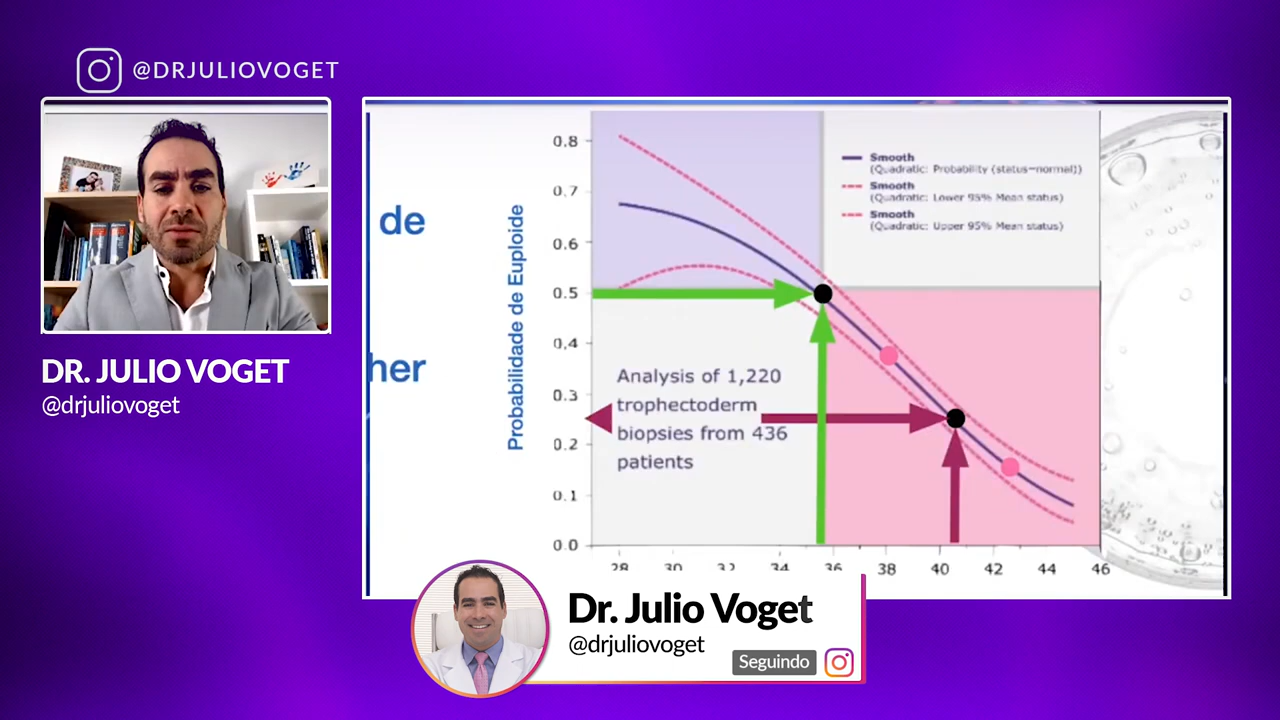 @DRJULIOVOGET
DR. JULIO VOGET
@drjuliovoget
de
her
Probabilidade de Euploide
0.8
0.7
0.6
0.5
0,4
0.3
0.2
0.1
0.0
Smooth
(Quadratic: Probability (status=normal))
Smooth
(Quadratic: Lower 95% Mean status)
Smooth
(Quadratic: Upper 95% Mean status)
Analysis of 1,220
trophectoderm
biopsies from 436
patients
28 30 32 34 36 38 40 42 44 46
Dr. Julio Voget
@drjuliovoget
Seguindo